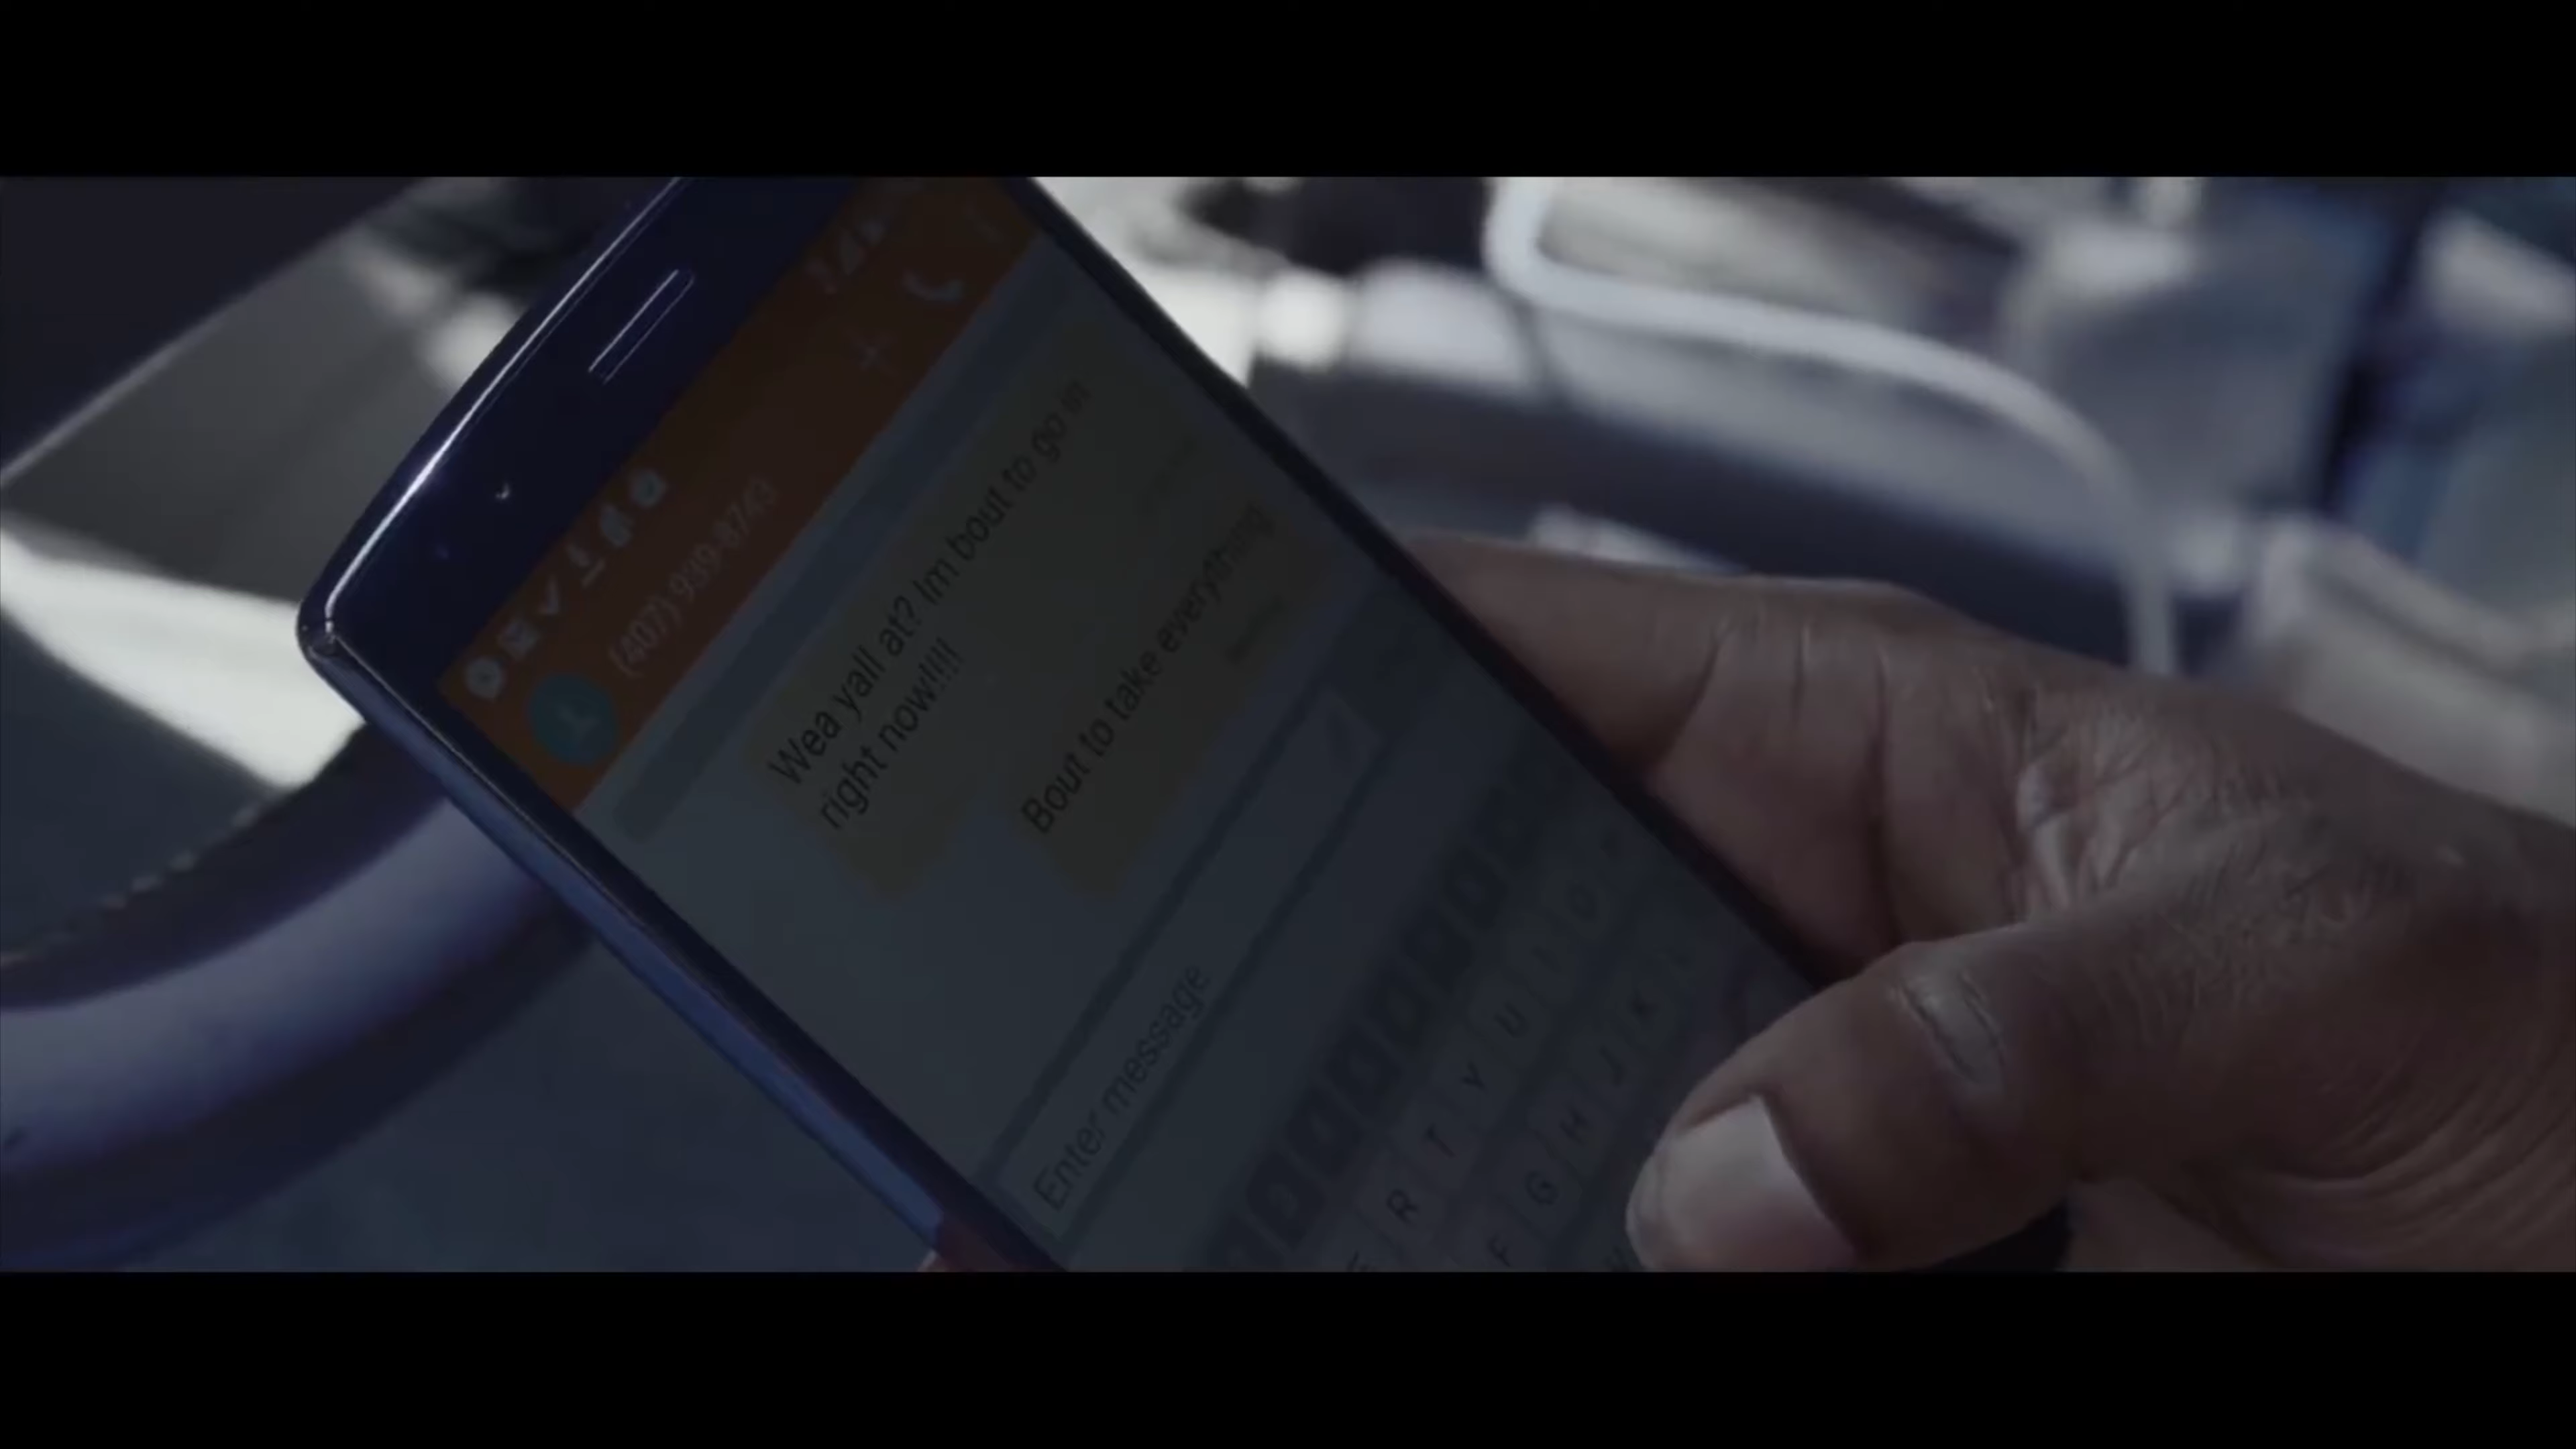 (407) 939-8743
Wea yall at? Im bout to go in
right now!!!!
Bout to take everything
Enter message
R T Y U I O P
F G H J K